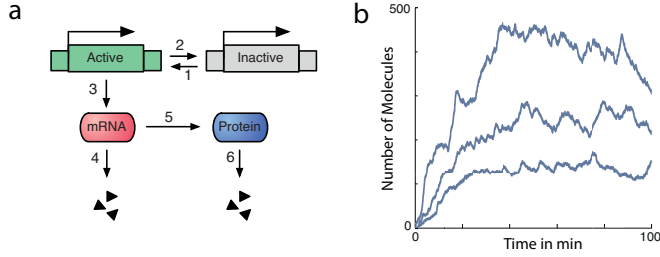 a
Active
2
1
Inactive
3
mRNA
5
Protein
4
6
b
500
Number of Molecules
0
0
100
Time in min